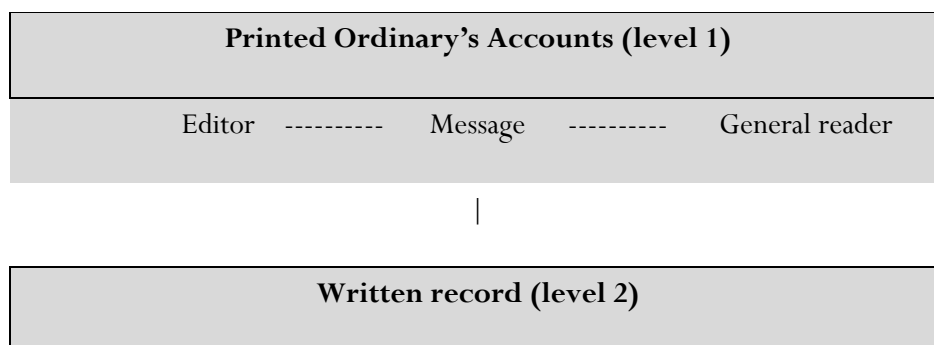 Printed Ordinary’s Accounts (level 1)
Editor ---------- Message ---------- General reader
|
Written record (level 2)